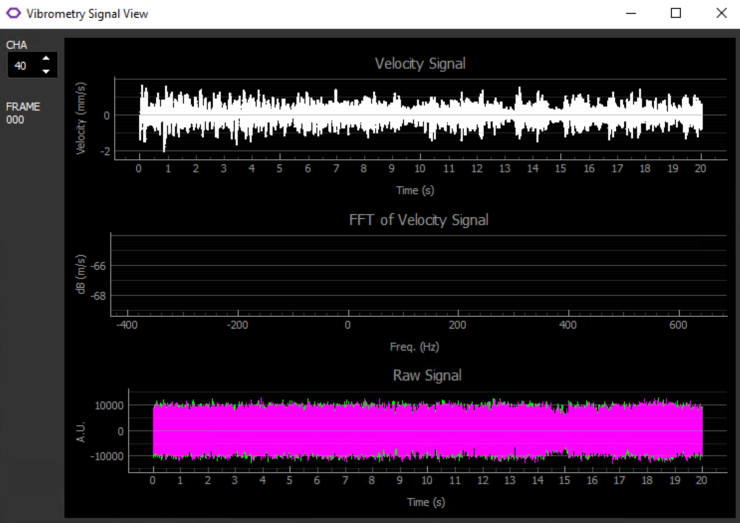 Vibrometry Signal View
CHA
40
FRAME
000
Velocity Signal
Velocity (mm/s)
0
-2
0 1 2 3 4 5 6 7 8 9 10 11 12 13 14 15 16 17 18 19 20
Time (s)
FFT of Velocity Signal
dB (m/s)
-66
-68
-400 -200 0 200 400 600
Freq. (Hz)
Raw Signal
A.U.
10000
0
-10000
0 1 2 3 4 5 6 7 8 9 10 11 12 13 14 15 16 17 18 19 20
Time (s)